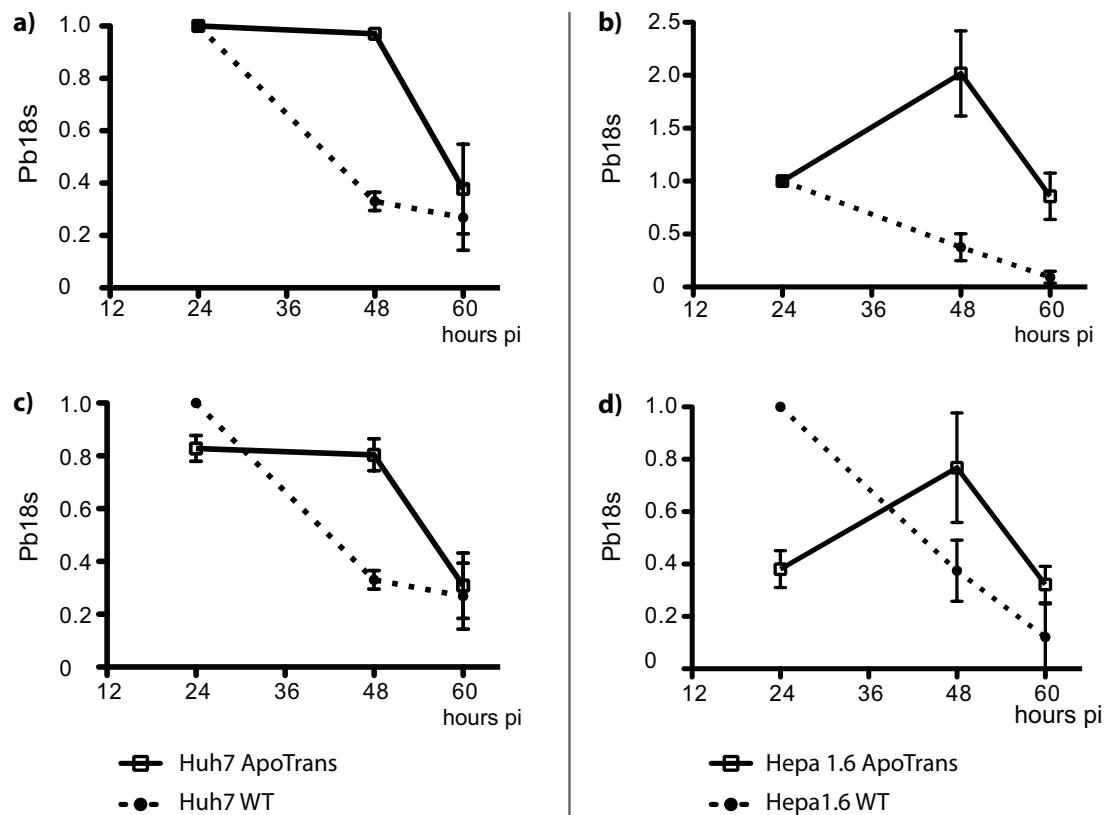 a)
1.0
0.8
0.6
0.4
0.2
0
Pb18s
12 24 36 48 60
hours pi
b)
2.5
2.0
1.5
1.0
0.5
0
Pb18s
12 24 36 48 60
hours pi
c)
1.0
0.8
0.6
0.4
0.2
0
Pb18s
12 24 36 48 60
hours pi
d)
1.0
0.8
0.6
0.4
0.2
0
Pb18s
12 24 36 48 60
hours pi
Huh7 ApoTrans
Huh7 WT
Hepa 1.6 ApoTrans
Hepa1.6 WT